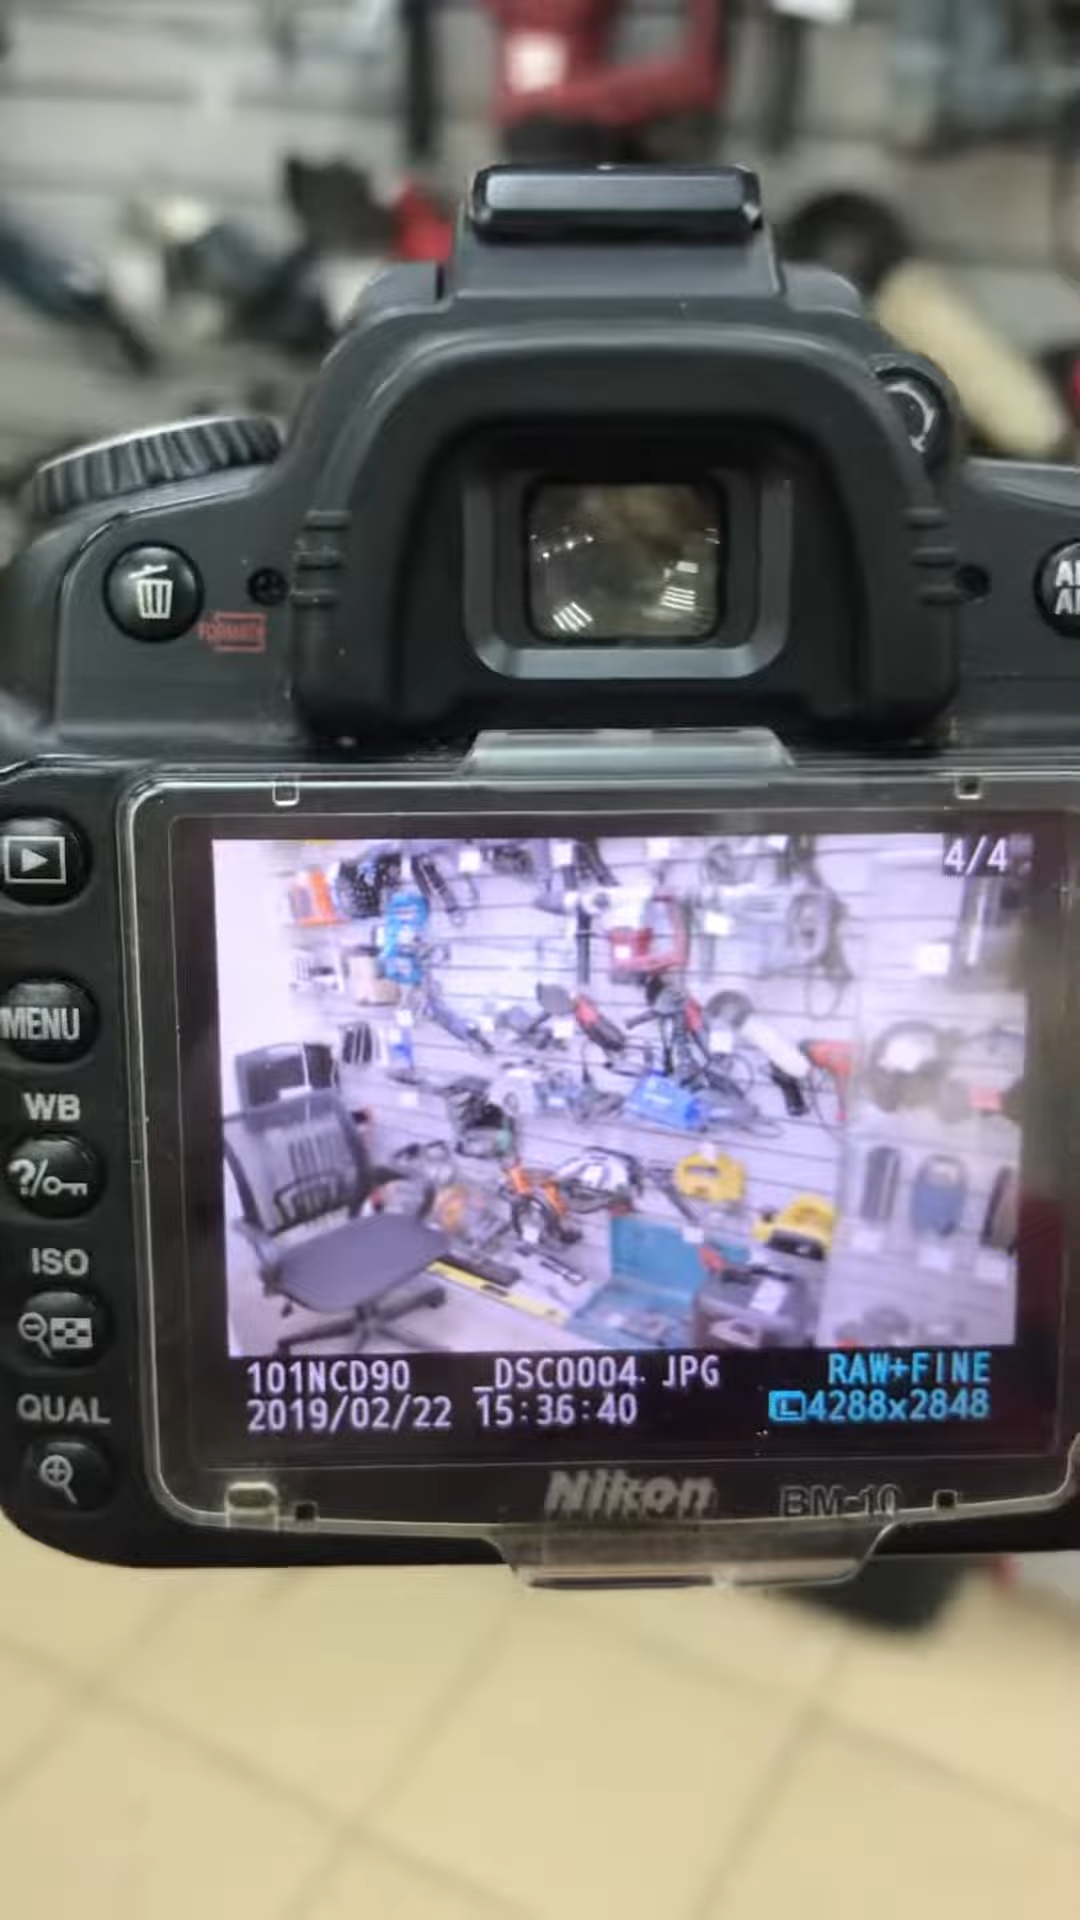 FORMAT
4/4
MENU
WB
?/
ISO
QUAL
101NCD90 _DSC0004. JPG RAW+FINE
2019/02/22 15:36:40 L 4288x2848
Nikon BM-10